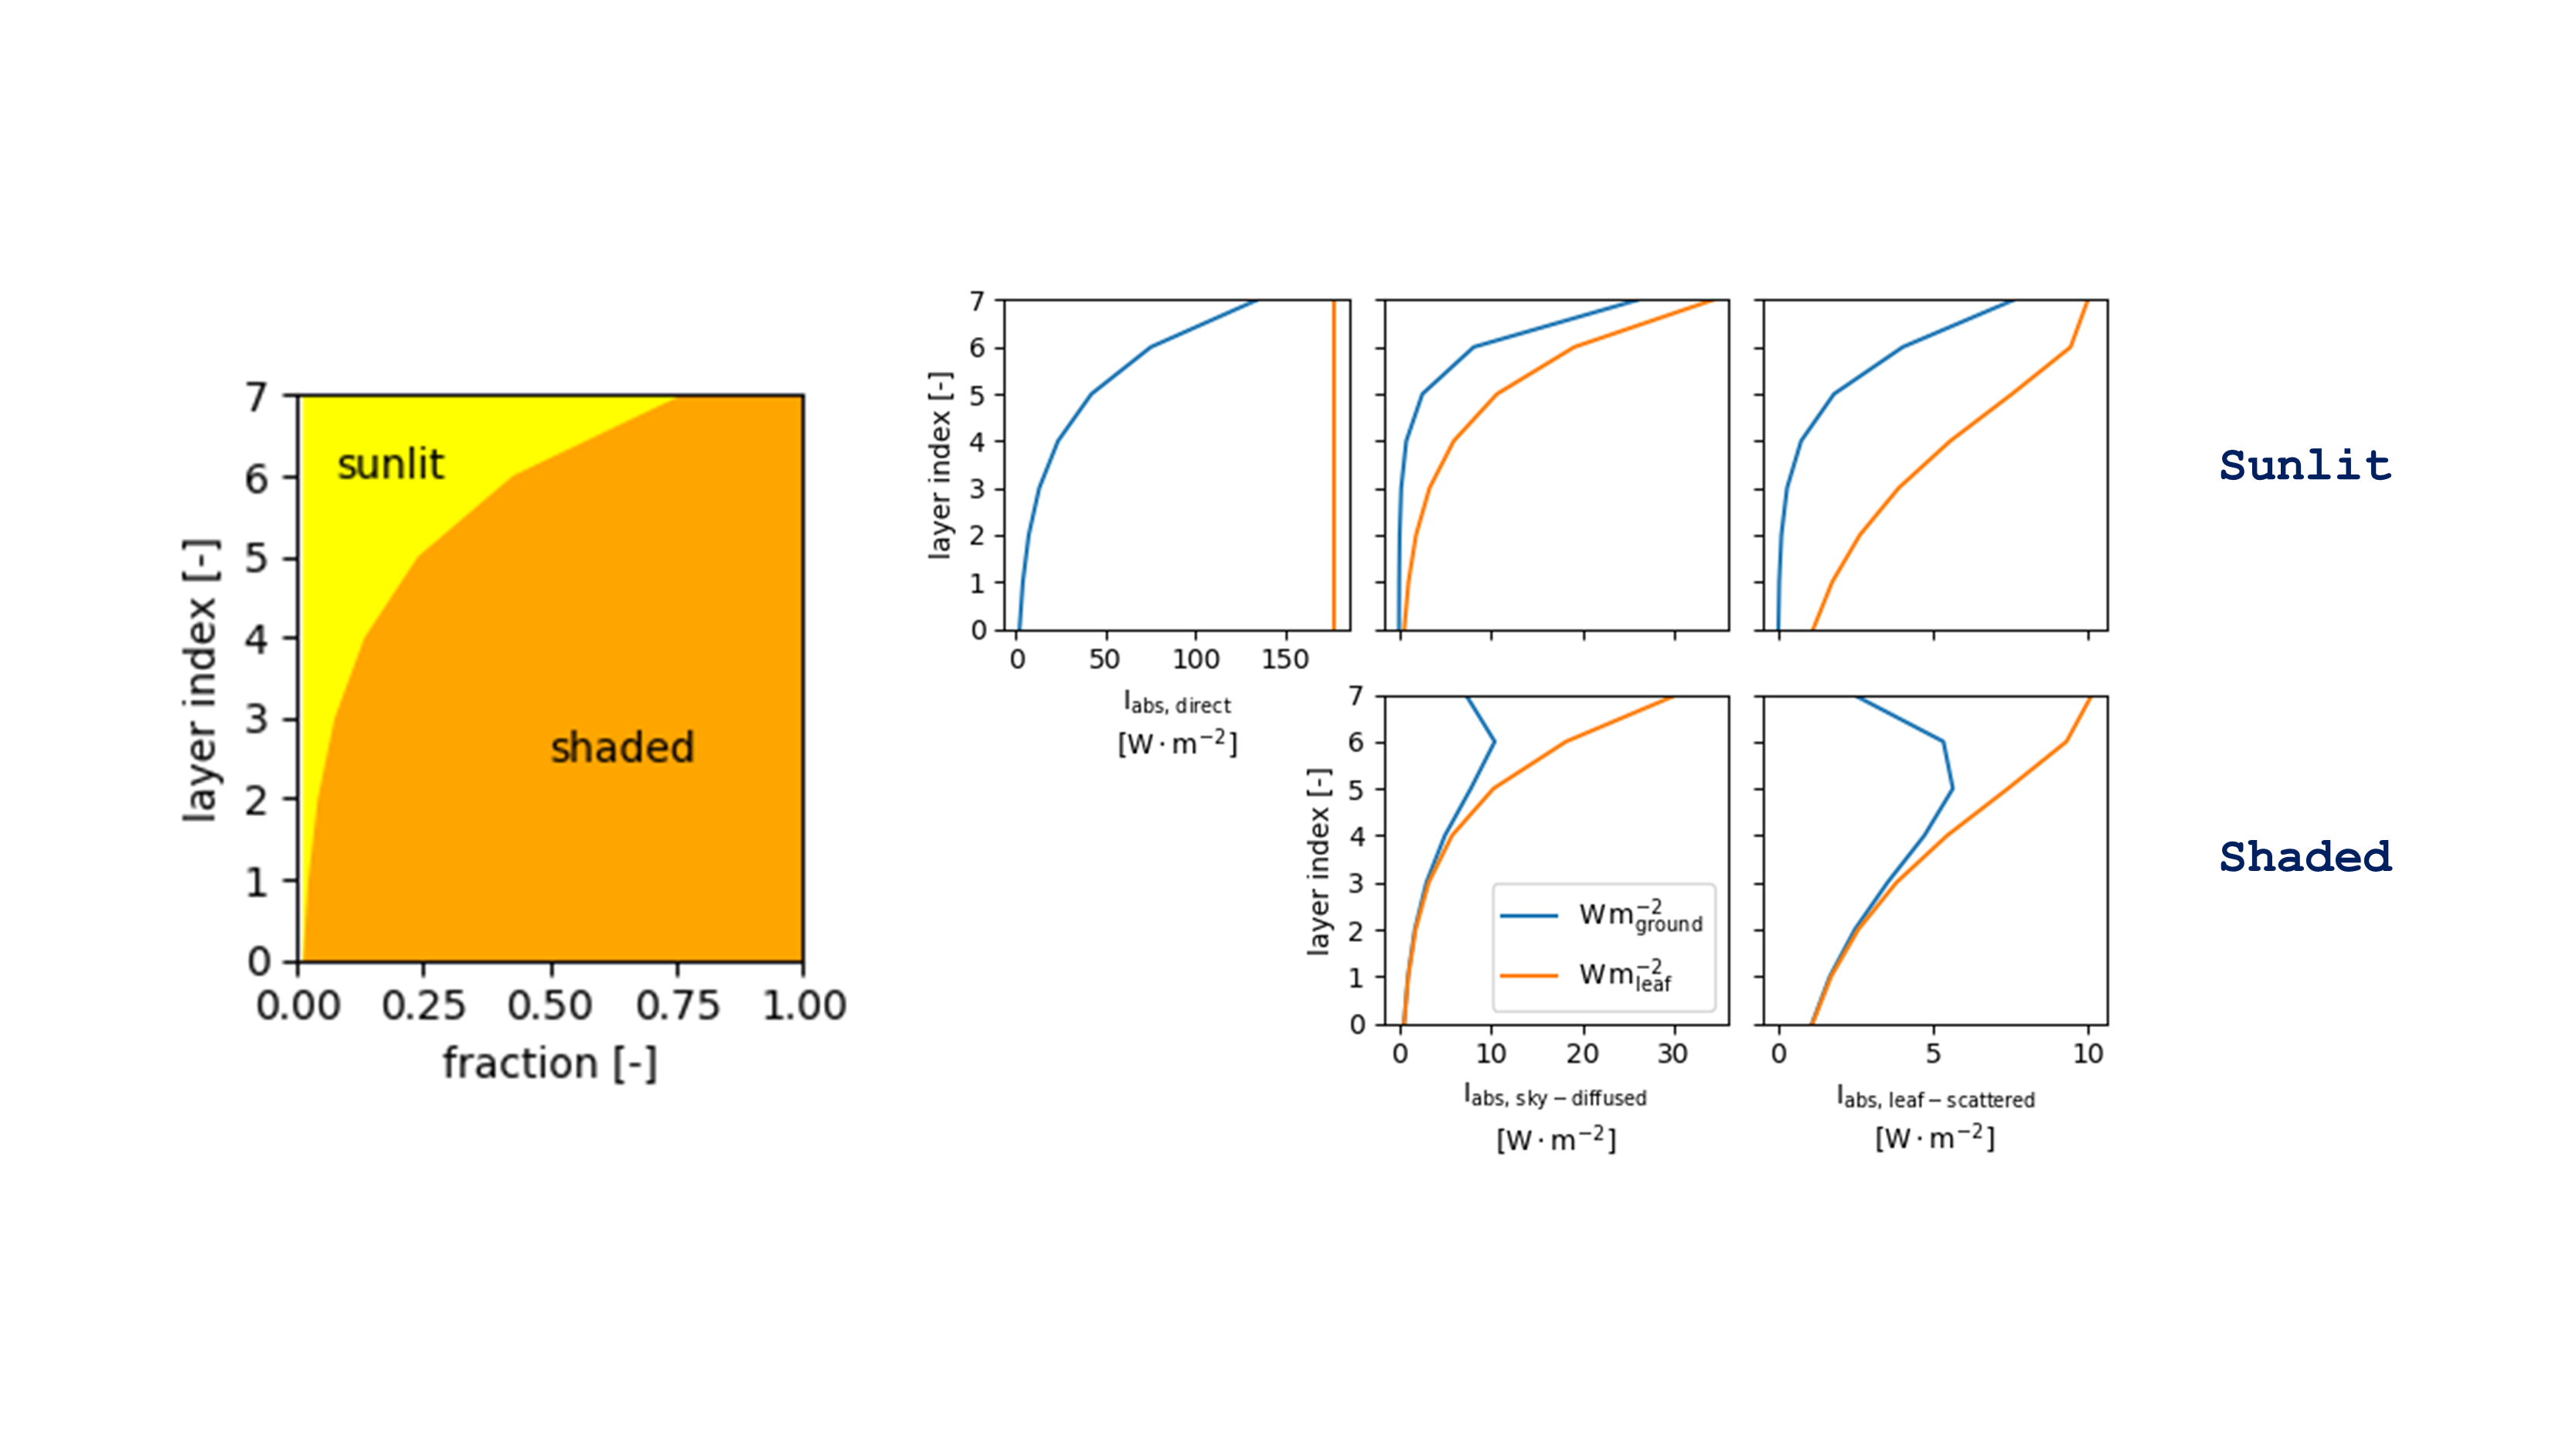 7
6
5
4
3
2
1
0
layer index [-]
sunlit
shaded
0.00 0.25 0.50 0.75 1.00
fraction [-]
7
6
5
4
3
2
1
0
layer index [-]
0 50 100 150
I_abs, direct
[W · m⁻²]
Sunlit
7
6
5
4
3
2
1
0
layer index [-]
W m⁻²_ground
W m⁻²_leaf
0 10 20 30
I_abs, sky − diffused
[W · m⁻²]
0 5 10
I_abs, leaf − scattered
[W · m⁻²]
Shaded